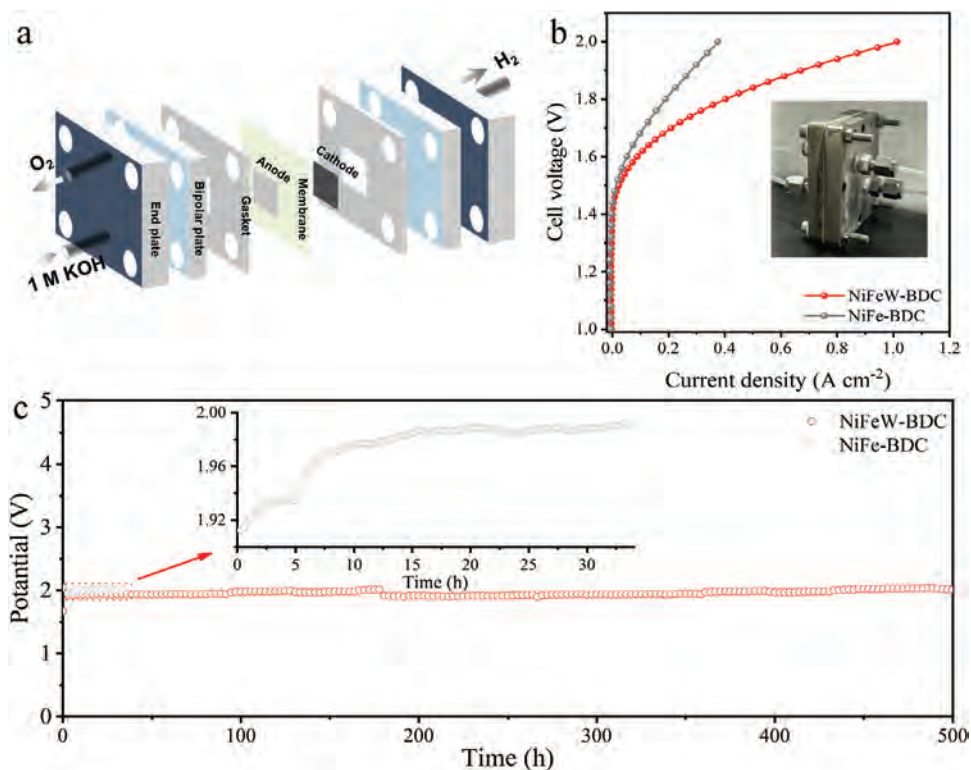 a
O2
1 M KOH
End plate
Bipolar plate
Gasket
Anode
Membrane
Cathode
H2
b
Cell voltage (V)
2.0
1.8
1.6
1.4
1.2
1.0
0.0 0.2 0.4 0.6 0.8 1.0 1.2
Current density (A cm-2)
NiFeW-BDC
NiFe-BDC
c
Potantial (V)
5
4
3
2
1
0
0 100 200 300 400 500
Time (h)
2.00
1.96
1.92
0 5 10 15 20 25 30
Time (h)
NiFeW-BDC
NiFe-BDC